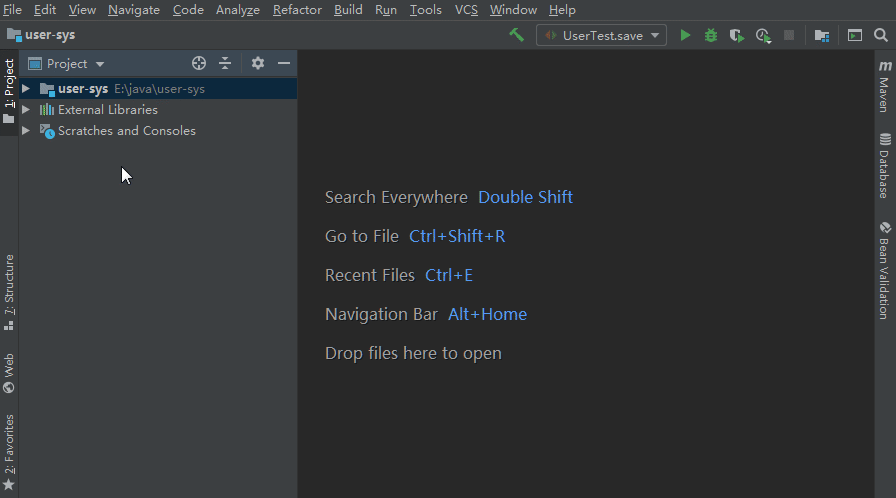 File Edit View Navigate Code Analyze Refactor Build Run Tools VCS Window Help
user-sys
UserTest.save
Project
user-sys E:\java\user-sys
External Libraries
Scratches and Consoles
1: Project
7: Structure
Web
2: Favorites
Search Everywhere Double Shift
Go to File Ctrl+Shift+R
Recent Files Ctrl+E
Navigation Bar Alt+Home
Drop files here to open
m
Maven
Database
Bean Validation